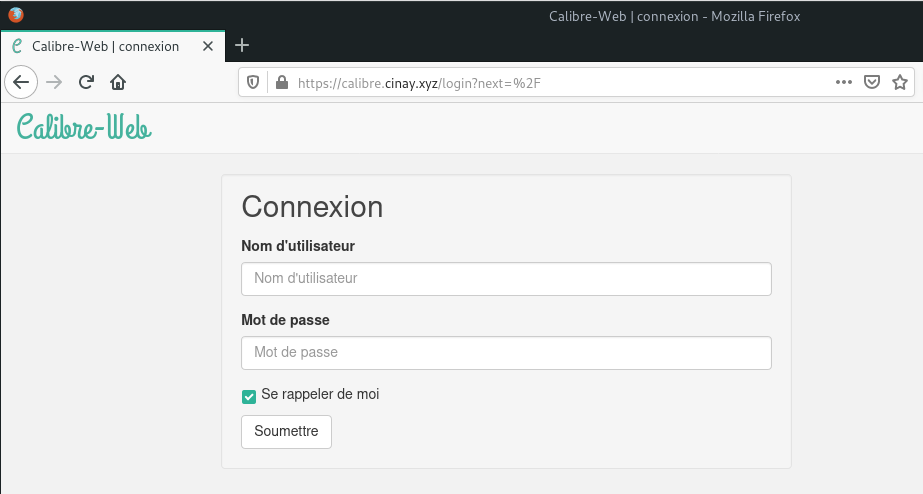 Calibre-Web | connexion - Mozilla Firefox
Calibre-Web | connexion
https://calibre.cinay.xyz/login?next=%2F
Calibre-Web
Connexion
Nom d'utilisateur
Nom d'utilisateur
Mot de passe
Mot de passe
Se rappeler de moi
Soumettre